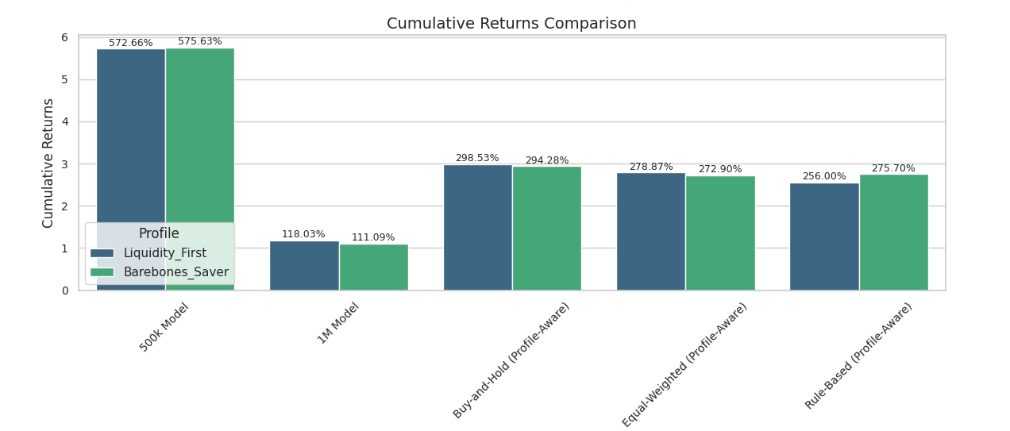 Cumulative Returns Comparison
Cumulative Returns
6
5
4
3
2
1
0
572.66%
575.63%
118.03%
111.09%
298.53%
294.28%
278.87%
272.90%
256.00%
275.70%
Profile
Liquidity_First
Barebones_Saver
500k Model
1M Model
Buy-and-Hold (Profile-Aware)
Equal-Weighted (Profile-Aware)
Rule-Based (Profile-Aware)